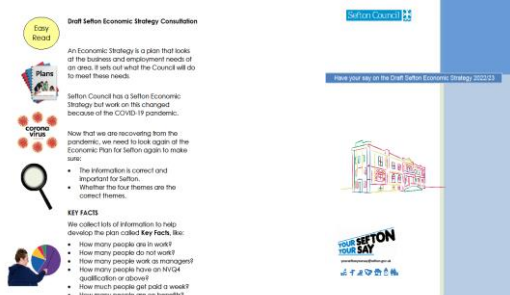 Easy
Read
Draft Sefton Economic Strategy Consultation
An Economic Strategy is a plan that looks
at the business and employment needs of
an area. It sets out what the Council will do
to meet these needs
Plans
Sefton Council has a Sefton Economic
Strategy but work on this changed
because of the COVID-19 pandemic.
corona
virus
Now that we are recovering from the
pandemic, we need to look again at the
Economic Plan for Sefton again to make
sure:
• The information is correct and
important for Sefton.
• Whether the four themes are the
correct themes.
KEY FACTS
We collect lots of information to help
develop the plan called Key Facts, like:
• How many people are in work?
• How many people do not work?
• How many people work as managers?
• How many people have an NVQ4
qualification or above?
• How much people get paid a week?
• How many people are on benefits?
Sefton Council
Have your say on the Draft Sefton Economic Strategy 2022/23
YOUR SEFTON
YOUR SAY